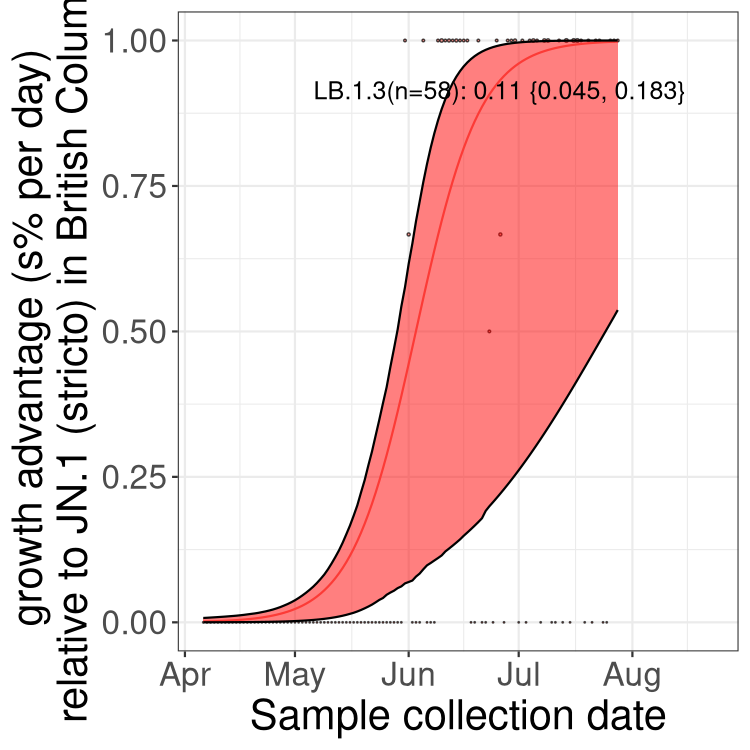 growth advantage (s% per day)
relative to JN.1 (stricto) in British Colum
1.00
0.75
0.50
0.25
0.00
LB.1.3(n=58): 0.11 {0.045, 0.183}
Apr May Jun Jul Aug
Sample collection date